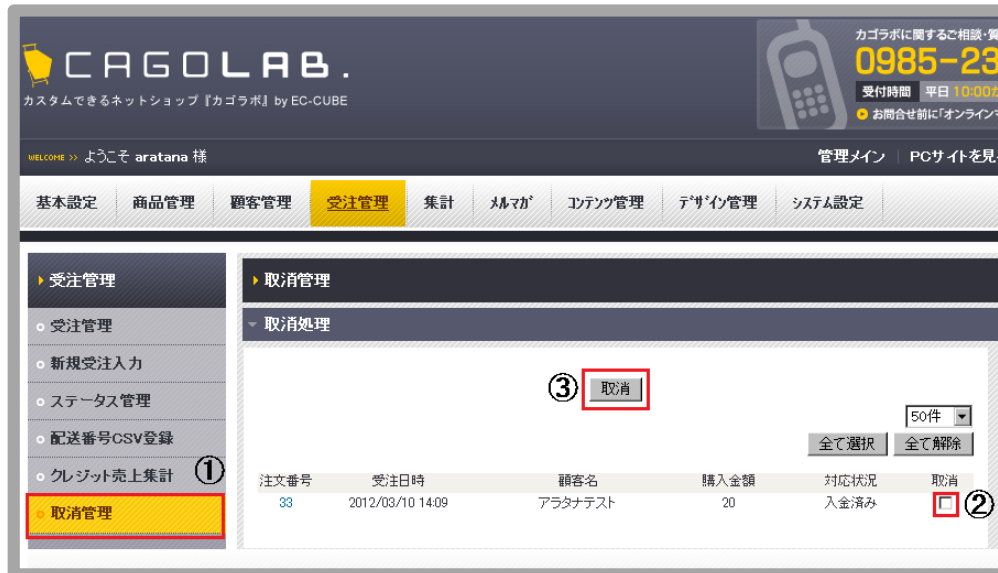 CAGOLAB.
カスタムできるネットショップ『カゴラボ』 by EC-CUBE
カゴラボに関するご相談・質
0985-23
受付時間 平日 10:00か
お問合せ前に「オンラインマ
WELCOME >> ようこそ aratana 様
管理メイン PCサイトを見
基本設定 商品管理 顧客管理 受注管理 集計 メルマガ コンテンツ管理 デザイン管理 システム設定
受注管理
受注管理
新規受注入力
ステータス管理
配送番号CSV登録
クレジット売上集計 ①
取消管理
取消管理
取消処理
③ 取消
50件
全て選択 全て解除
注文番号 受注日時 顧客名 購入金額 対応状況 取消
33 2012/03/10 14:09 アラタナテスト 20 入金済み ②